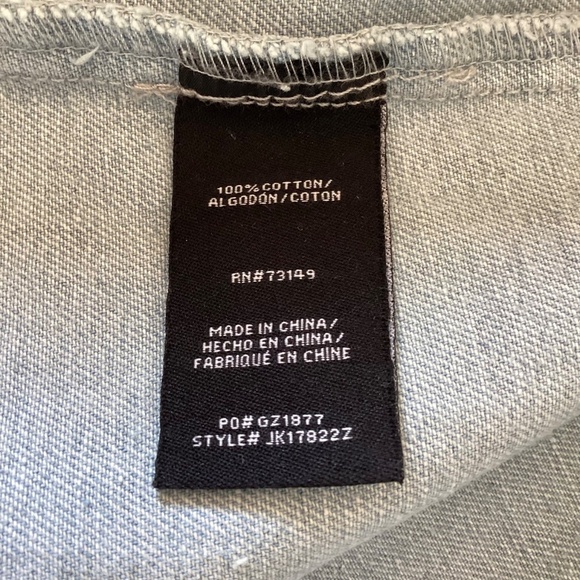 100% COTTON/
ALGODÓN/COTON
RN#73149
MADE IN CHINA/
HECHO EN CHINA/
FABRIQUÉ EN CHINE
PO# GZ1877
STYLE# JK17822Z